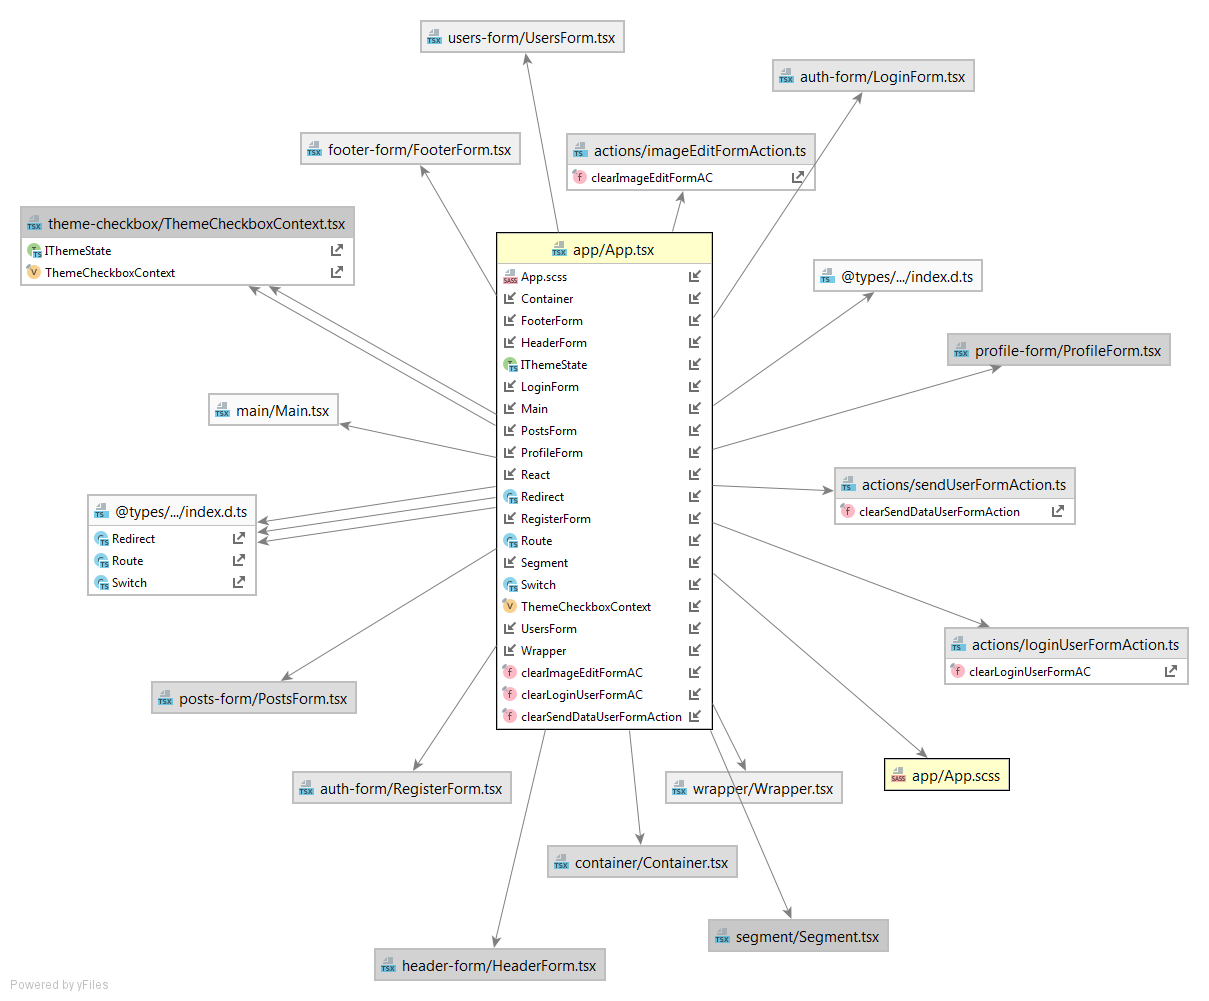 users-form/UsersForm.tsx
auth-form/LoginForm.tsx
footer-form/FooterForm.tsx
actions/imageEditFormAction.ts
clearImageEditFormAC
theme-checkbox/ThemeCheckboxContext.tsx
IThemeState
ThemeCheckboxContext
app/App.tsx
App.scss
Container
FooterForm
HeaderForm
IThemeState
LoginForm
Main
PostsForm
ProfileForm
React
Redirect
RegisterForm
Route
Segment
Switch
ThemeCheckboxContext
UsersForm
Wrapper
clearImageEditFormAC
clearLoginUserFormAC
clearSendDataUserFormAction
@types/.../index.d.ts
profile-form/ProfileForm.tsx
main/Main.tsx
actions/sendUserFormAction.ts
clearSendDataUserFormAction
@types/.../index.d.ts
Redirect
Route
Switch
actions/loginUserFormAction.ts
clearLoginUserFormAC
posts-form/PostsForm.tsx
app/App.scss
auth-form/RegisterForm.tsx
wrapper/Wrapper.tsx
container/Container.tsx
segment/Segment.tsx
header-form/HeaderForm.tsx
Powered by yFiles